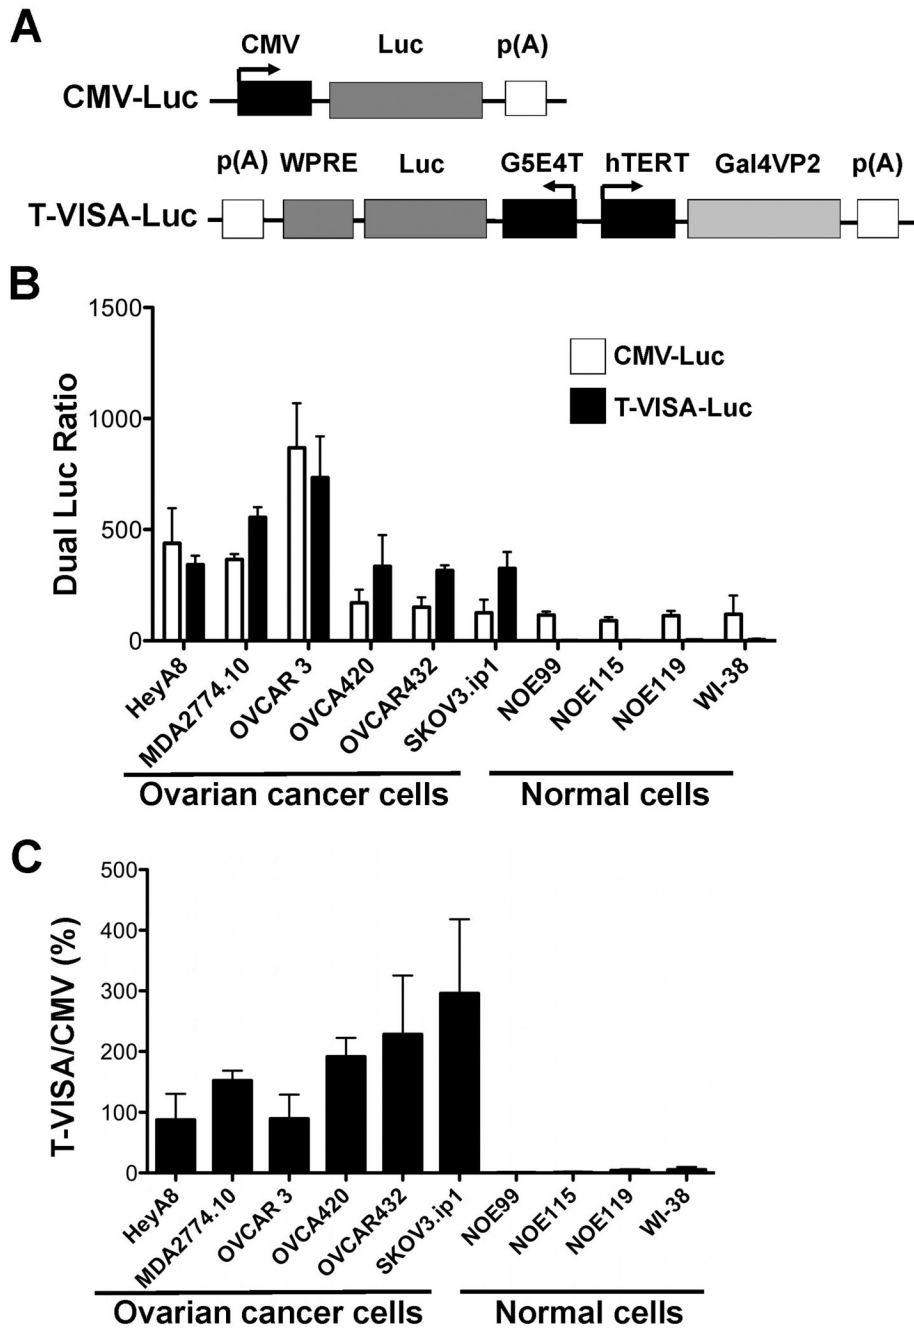 A
CMV Luc p(A)
CMV-Luc
p(A) WPRE Luc G5E4T hTERT Gal4VP2 p(A)
T-VISA-Luc
B
1500
1000
500
0
Dual Luc Ratio
CMV-Luc
T-VISA-Luc
HeyA8
MDA2774.10
OVCAR 3
OVCA420
OVCAR432
SKOV3.ip1
NOE99
NOE115
NOE119
WI-38
Ovarian cancer cells
Normal cells
C
500
400
300
200
100
0
T-VISA/CMV (%)
HeyA8
MDA2774.10
OVCAR 3
OVCA420
OVCAR432
SKOV3.ip1
NOE99
NOE115
NOE119
WI-38
Ovarian cancer cells
Normal cells